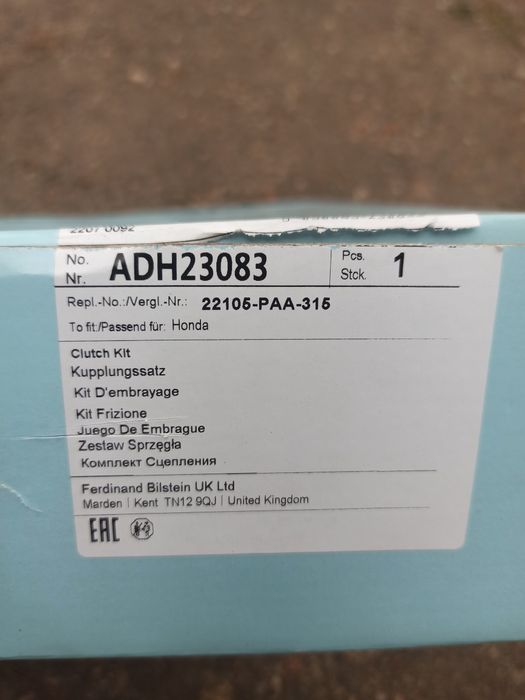 2207 0092
No. ADH23083 Pcs. 1
Nr. Stck.
Repl.-No.:/Vergl.-Nr.: 22105-PAA-315
To fit:/Passend für: Honda
Clutch Kit
Kupplungssatz
Kit D'embrayage
Kit Frizione
Juego De Embrague
Zestaw Sprzęgła
Комплект Сцепления
Ferdinand Bilstein UK Ltd
Marden | Kent TN12 9QJ | United Kingdom
EAC